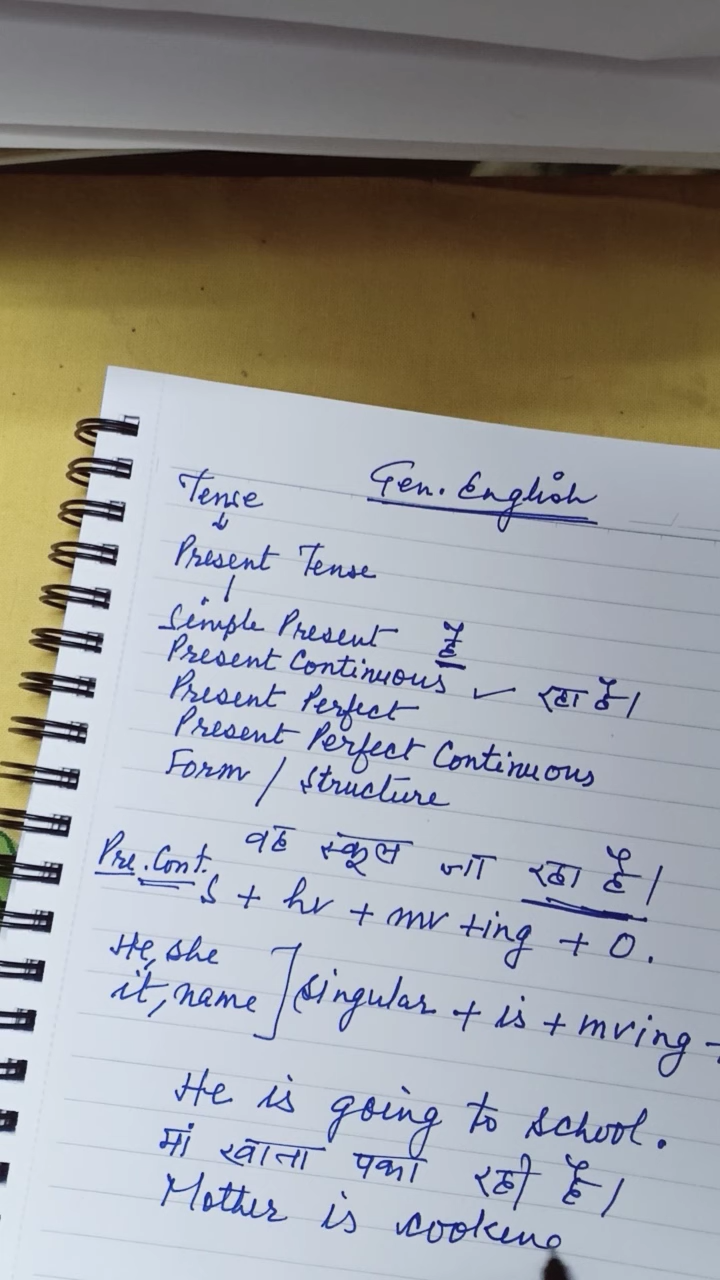 Gen. English
Tense
↓
Present Tense
Simple Present है
Present Continuous ✓ रहा है।
Present Perfect
Present Perfect Continuous
Form / Structure
वह स्कूल जा रहा है।
Pre. Cont. S + hv + mv + ing + O.
He, she
it, name ] singular + is + mving +
He is going to school.
मां खाना पका रही है।
Mother is cooking